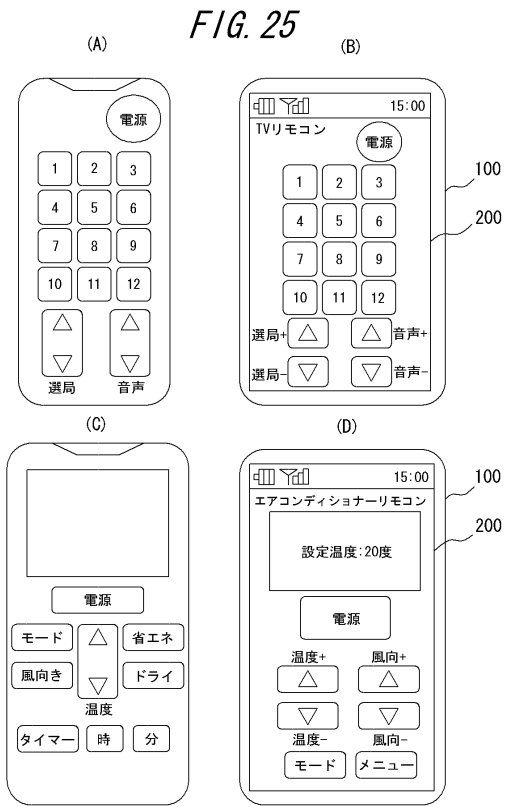 FIG. 25
(A)
電源
1 2 3
4 5 6
7 8 9
10 11 12
選局 音声
(B)
15:00
TVリモコン
電源
1 2 3
4 5 6
7 8 9
10 11 12
選局+ 音声+
選局- 音声-
100
200
(C)
電源
モード 省エネ
風向き ドライ
温度
タイマー 時 分
(D)
15:00
エアコンディショナーリモコン
設定温度:20度
電源
温度+ 風向+
温度- 風向-
モード メニュー
100
200